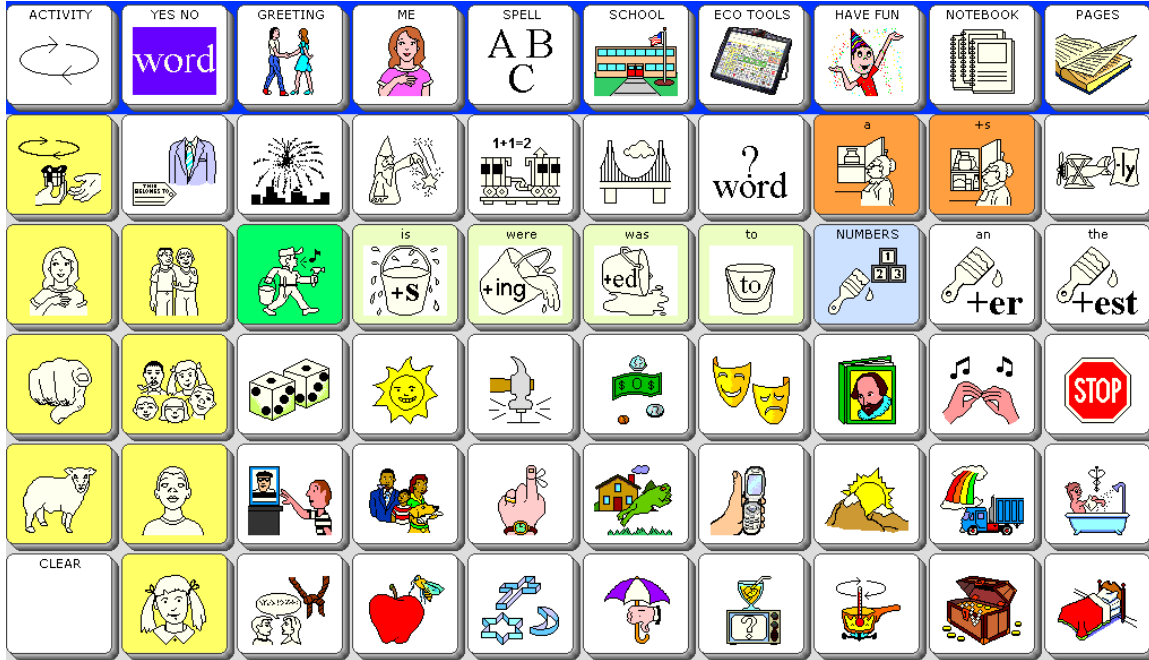 ACTIVITY
YES NO
GREETING
ME
SPELL
SCHOOL
ECO TOOLS
HAVE FUN
NOTEBOOK
PAGES
word
A B
C
THIS
BELONGS TO
1+1=2
?
word
a
+s
-ly
is
+s
were
+ing
was
+ed
to
to
NUMBERS
1
2 3
an
+er
the
+est
STOP
CLEAR
?